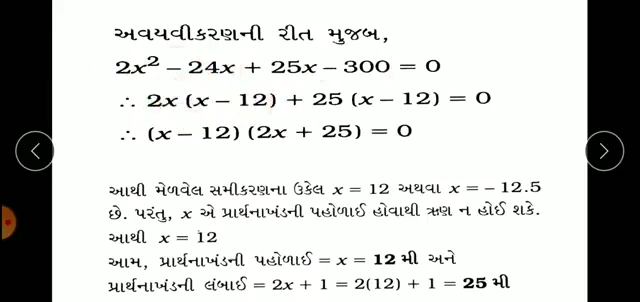 અવયવીકરણની રીત મુજબ,
2x² – 24x + 25x – 300 = 0
∴ 2x (x – 12) + 25 (x – 12) = 0
∴ (x – 12) (2x + 25) = 0
આથી મેળવેલ સમીકરણના ઉકેલ x = 12 અથવા x = – 12.5
છે. પરંતુ, x એ પ્રાર્થનાખંડની પહોળાઈ હોવાથી ઋણ ન હોઈ શકે.
આથી x = 12
આમ, પ્રાર્થનાખંડની પહોળાઈ = x = 12 મી અને
પ્રાર્થનાખંડની લંબાઈ = 2x + 1 = 2(12) + 1 = 25 મી